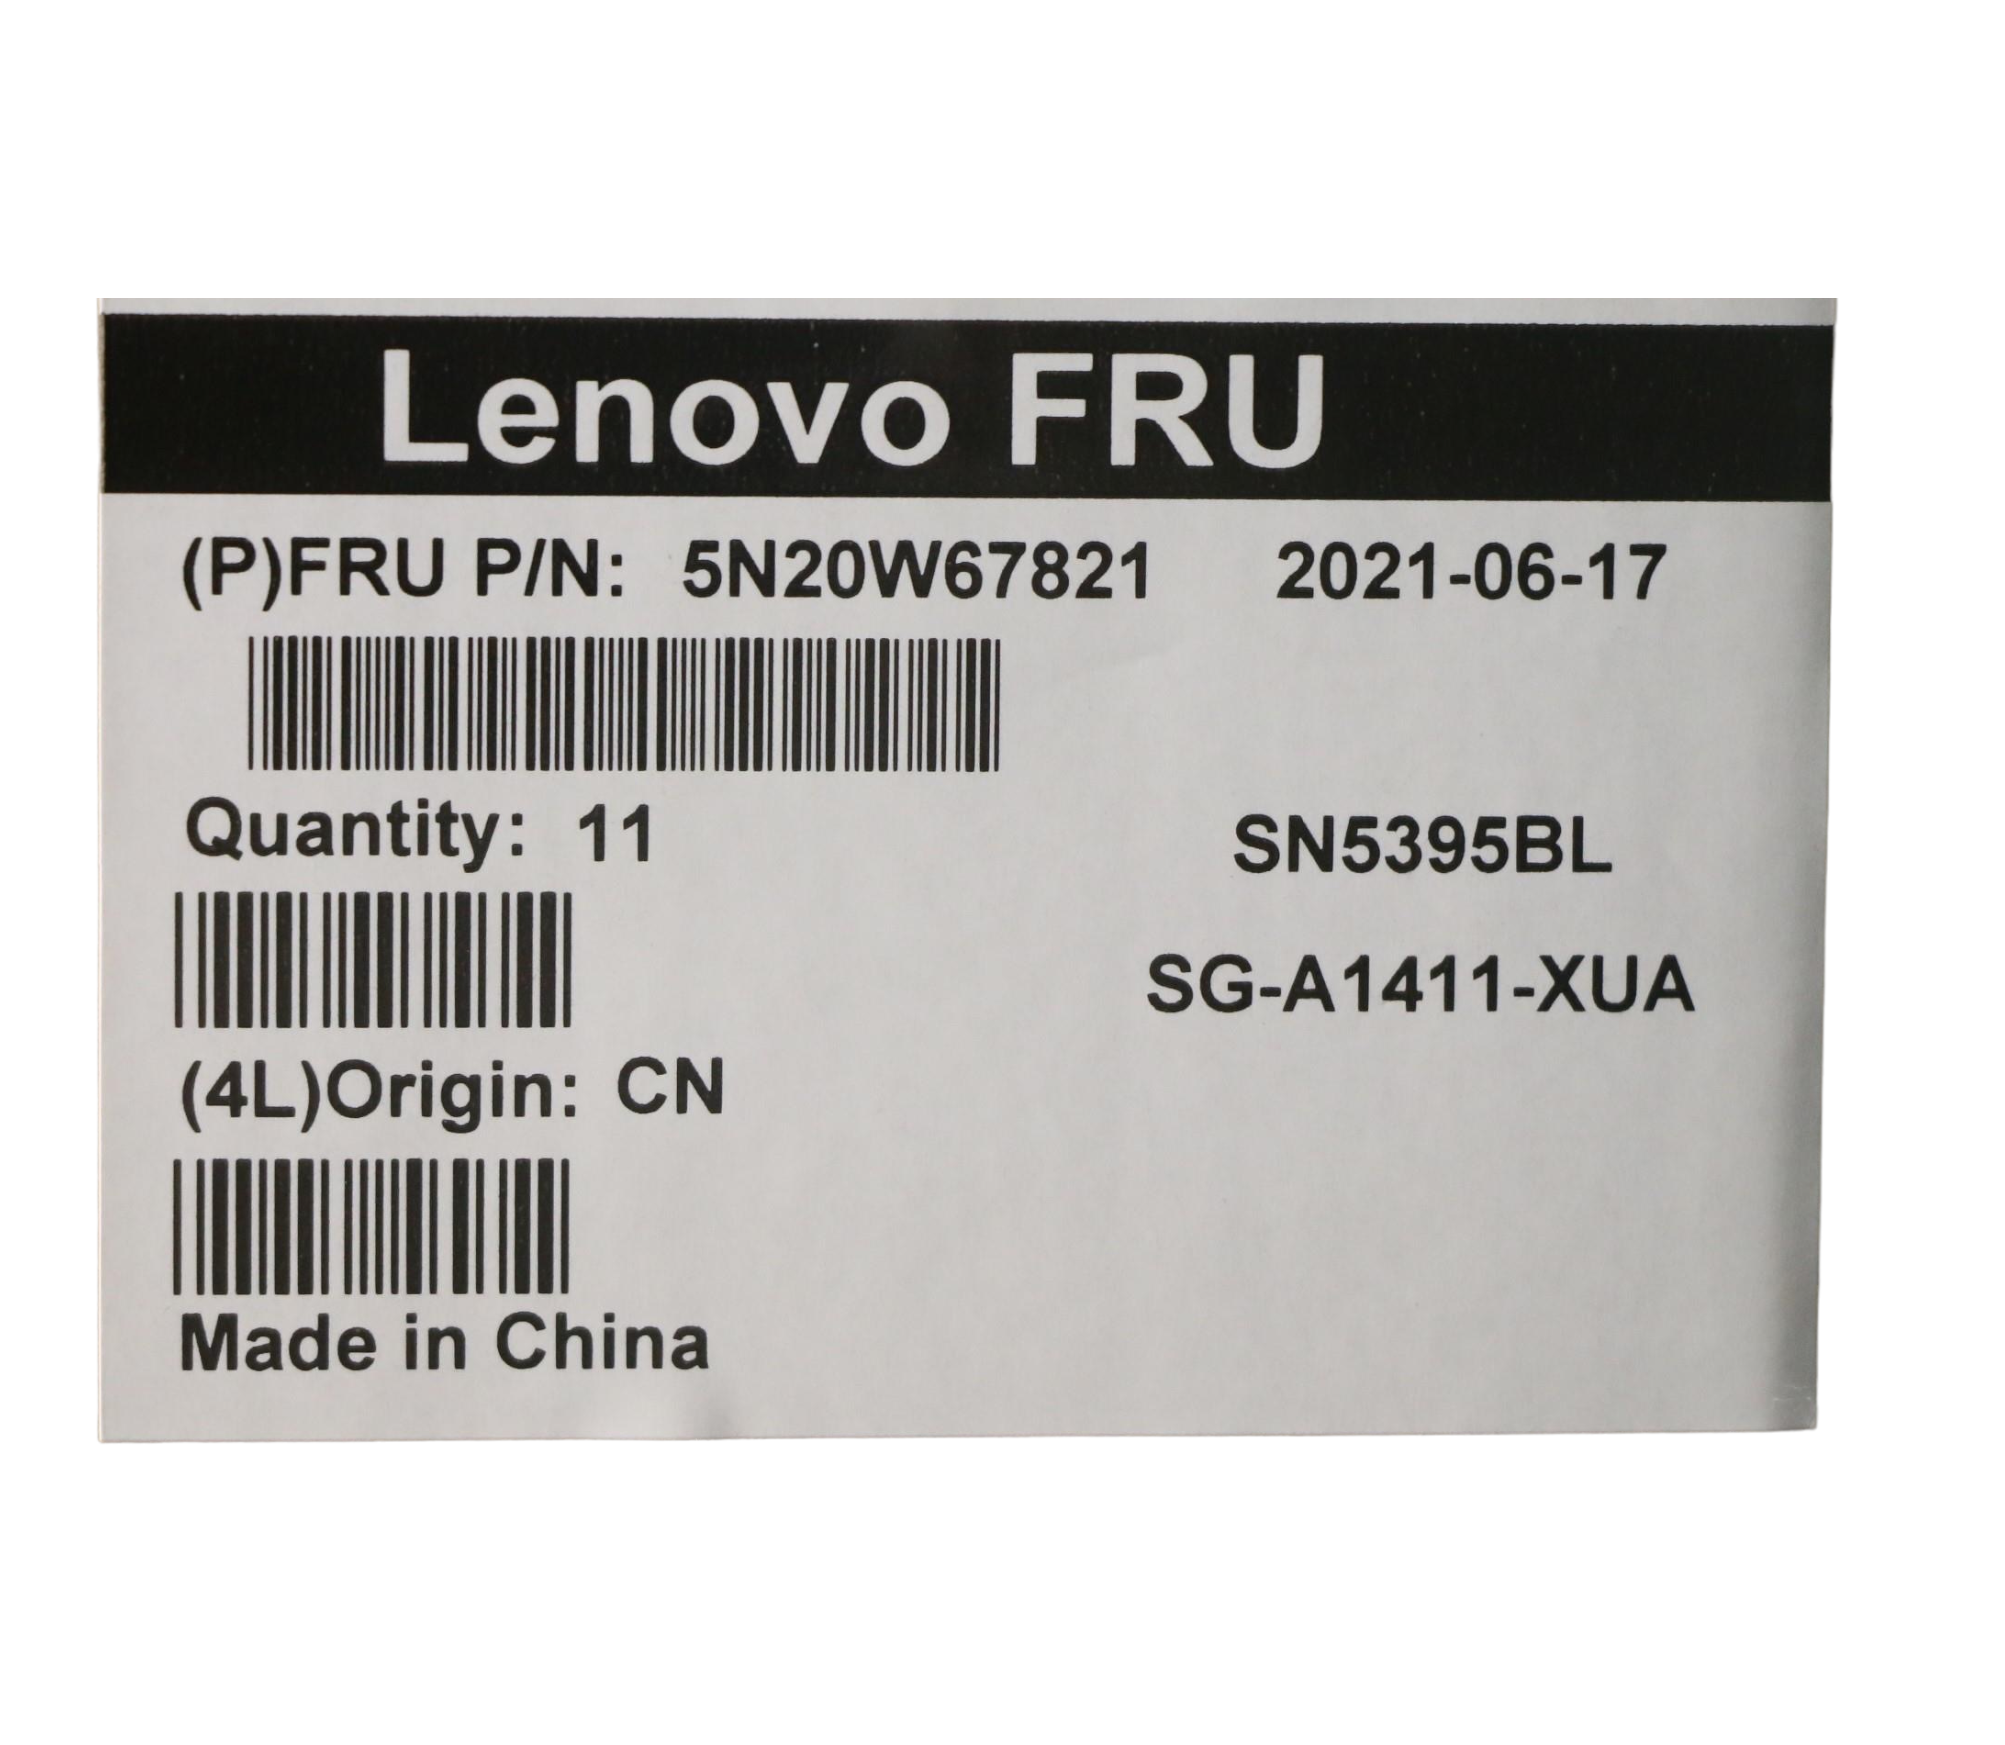 Lenovo FRU
(P)FRU P/N: 5N20W67821 2021-06-17
Quantity: 11 SN5395BL
SG-A1411-XUA
(4L)Origin: CN
Made in China